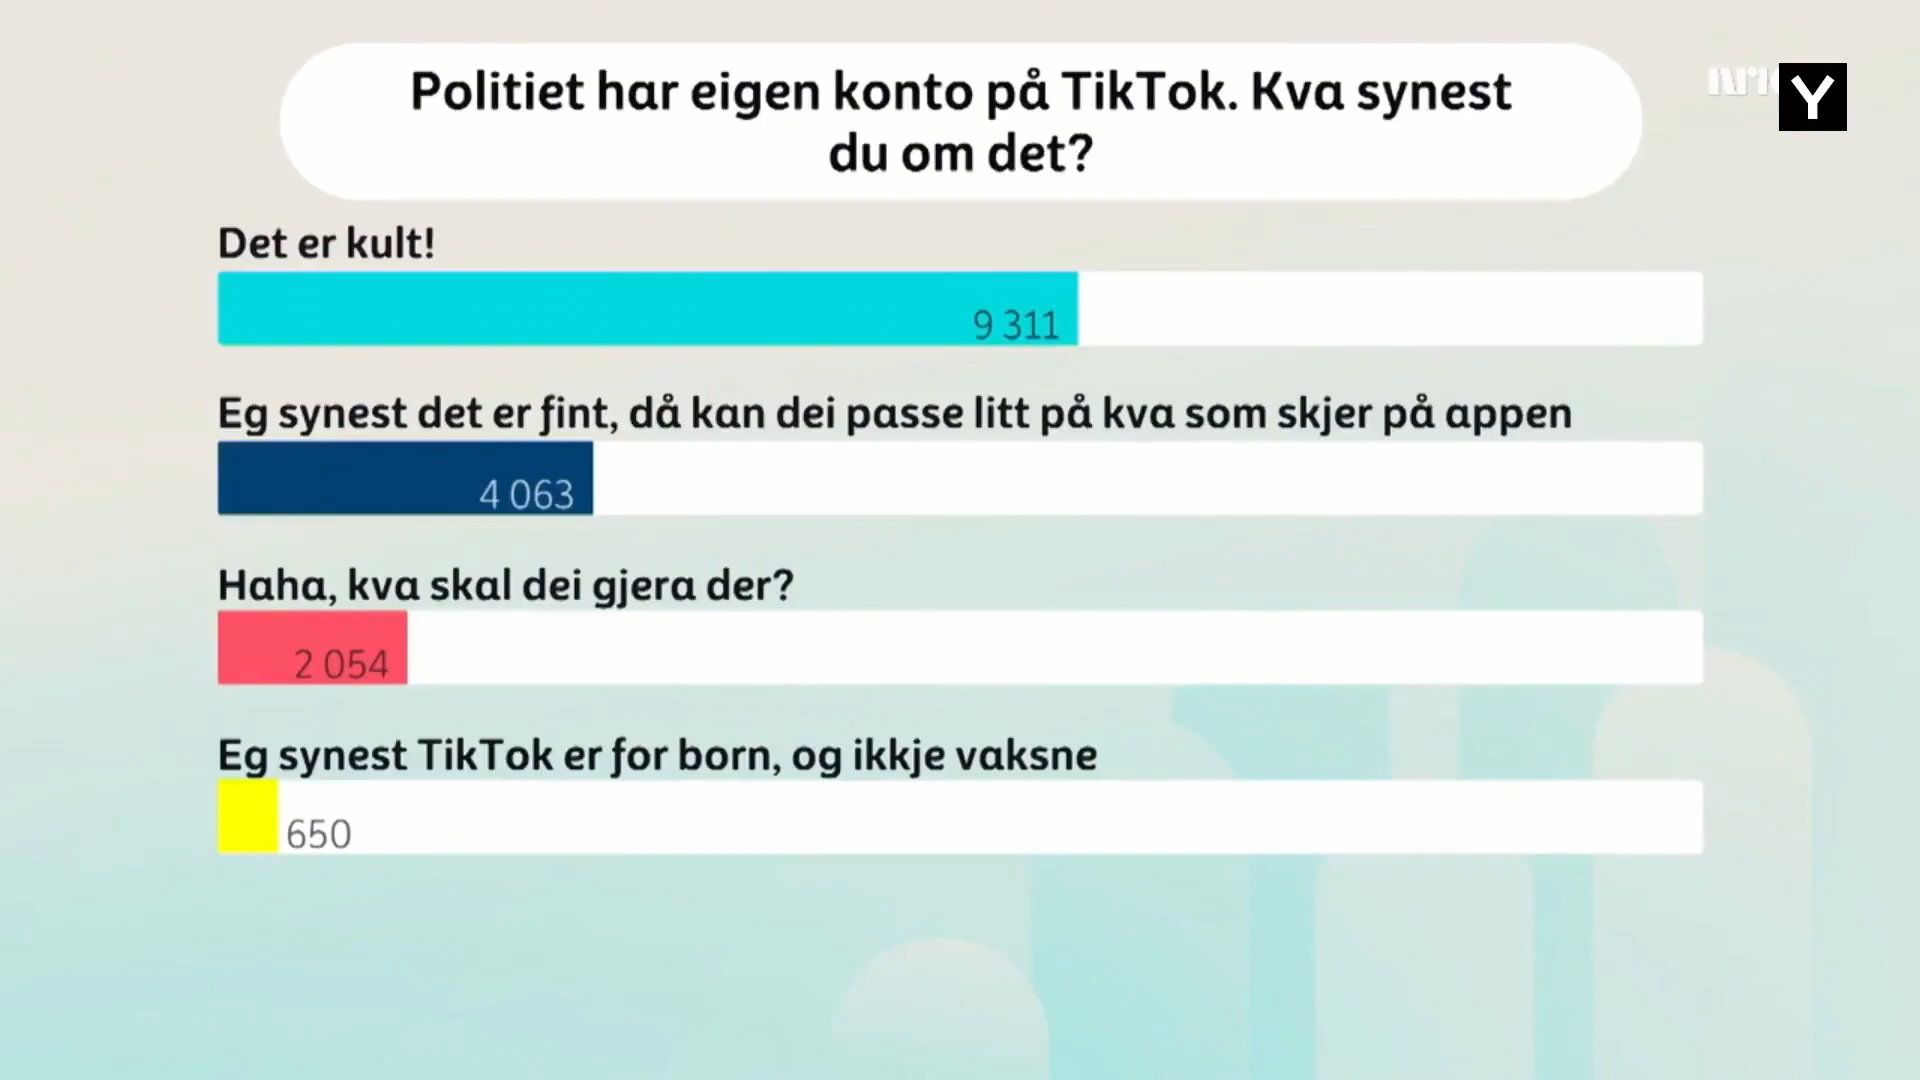 Politiet har eigen konto på TikTok. Kva synest
du om det?
nrk
Y
Det er kult!
9 311
Eg synest det er fint, då kan dei passe litt på kva som skjer på appen
4 063
Haha, kva skal dei gjera der?
2 054
Eg synest TikTok er for born, og ikkje vaksne
650